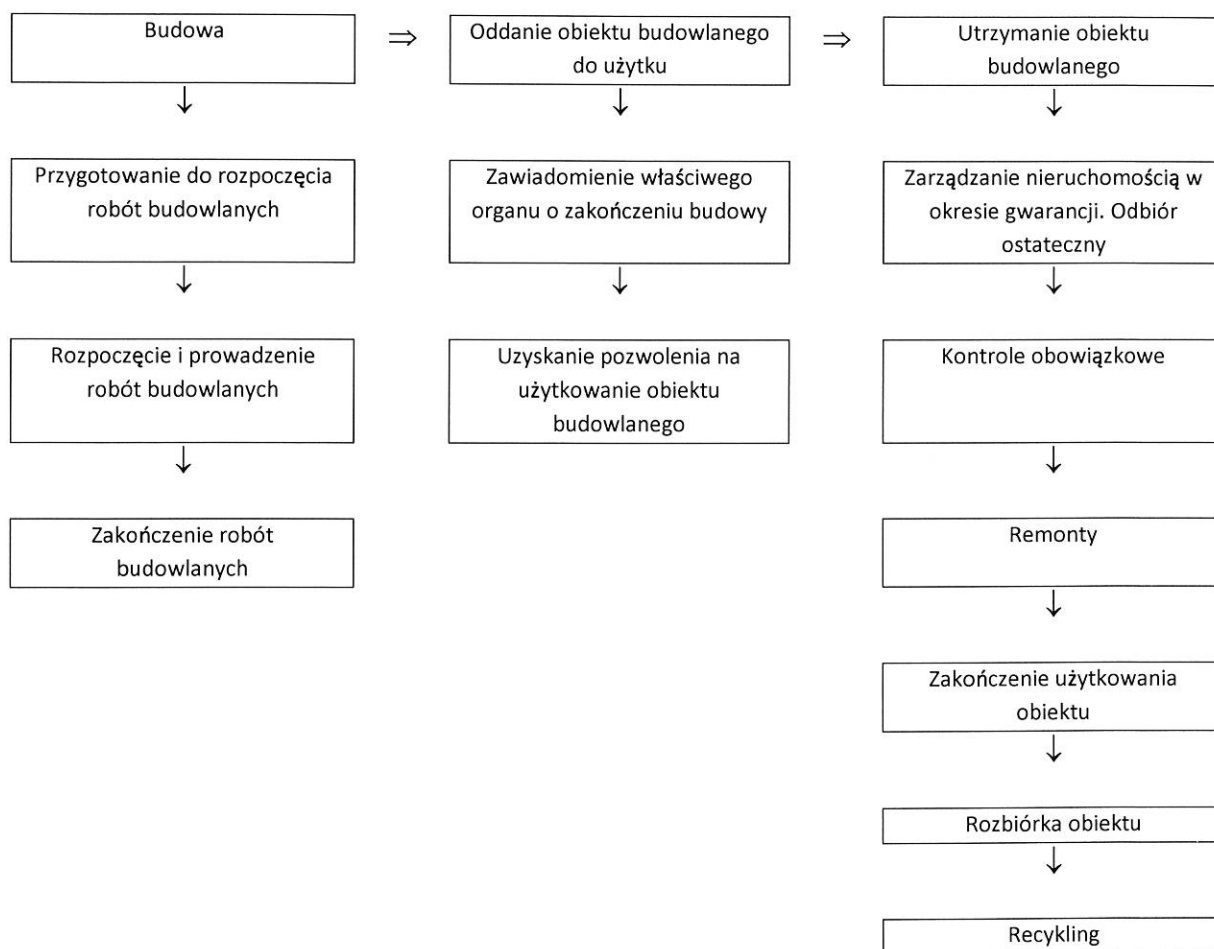 Budowa
⇒
Oddanie obiektu budowlanego
do użytku
⇒
Utrzymanie obiektu
budowlanego
↓
↓
↓
Przygotowanie do rozpoczęcia
robót budowlanych
Zawiadomienie właściwego
organu o zakończeniu budowy
Zarządzanie nieruchomością w
okresie gwarancji. Odbiór
ostateczny
↓
↓
↓
Rozpoczęcie i prowadzenie
robót budowlanych
Uzyskanie pozwolenia na
użytkowanie obiektu
budowlanego
Kontrole obowiązkowe
↓
↓
Zakończenie robót
budowlanych
Remonty
↓
Zakończenie użytkowania
obiektu
↓
Rozbiórka obiektu
↓
Recykling